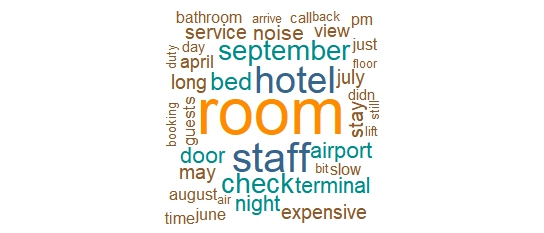 bathroom arrive callback pm
service noise view
duty day september just
april floor
long bed hotel july
booking guests room stay didn still
lift
door staff airport
may bit slow
check terminal
august air night
time june expensive